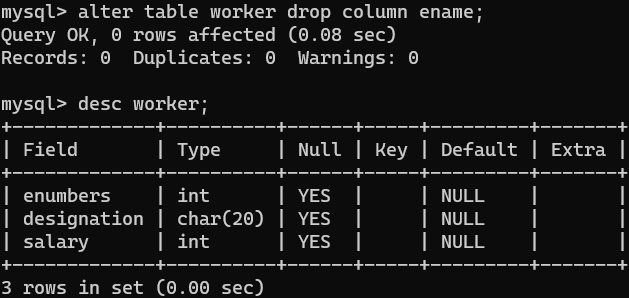 mysql> alter table worker drop column ename;
Query OK, 0 rows affected (0.08 sec)
Records: 0  Duplicates: 0  Warnings: 0

mysql> desc worker;
+-------------+----------+------+-----+---------+-------+
| Field       | Type     | Null | Key | Default | Extra |
+-------------+----------+------+-----+---------+-------+
| enumbers    | int      | YES  |     | NULL    |       |
| designation | char(20) | YES  |     | NULL    |       |
| salary      | int      | YES  |     | NULL    |       |
+-------------+----------+------+-----+---------+-------+
3 rows in set (0.00 sec)